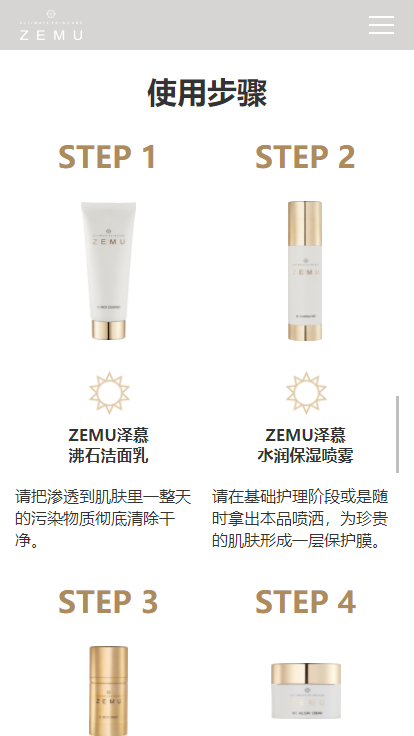 ZEMU
使用步骤
STEP 1
STEP 2
ZEMU
ZEMU
ZEMU泽慕
沸石洁面乳
ZEMU泽慕
水润保湿喷雾
请把渗透到肌肤里一整天
的污染物质彻底清除干
净。
请在基础护理阶段或是随
时拿出本品喷洒，为珍贵
的肌肤形成一层保护膜。
STEP 3
STEP 4
ZEMU
ZEMU